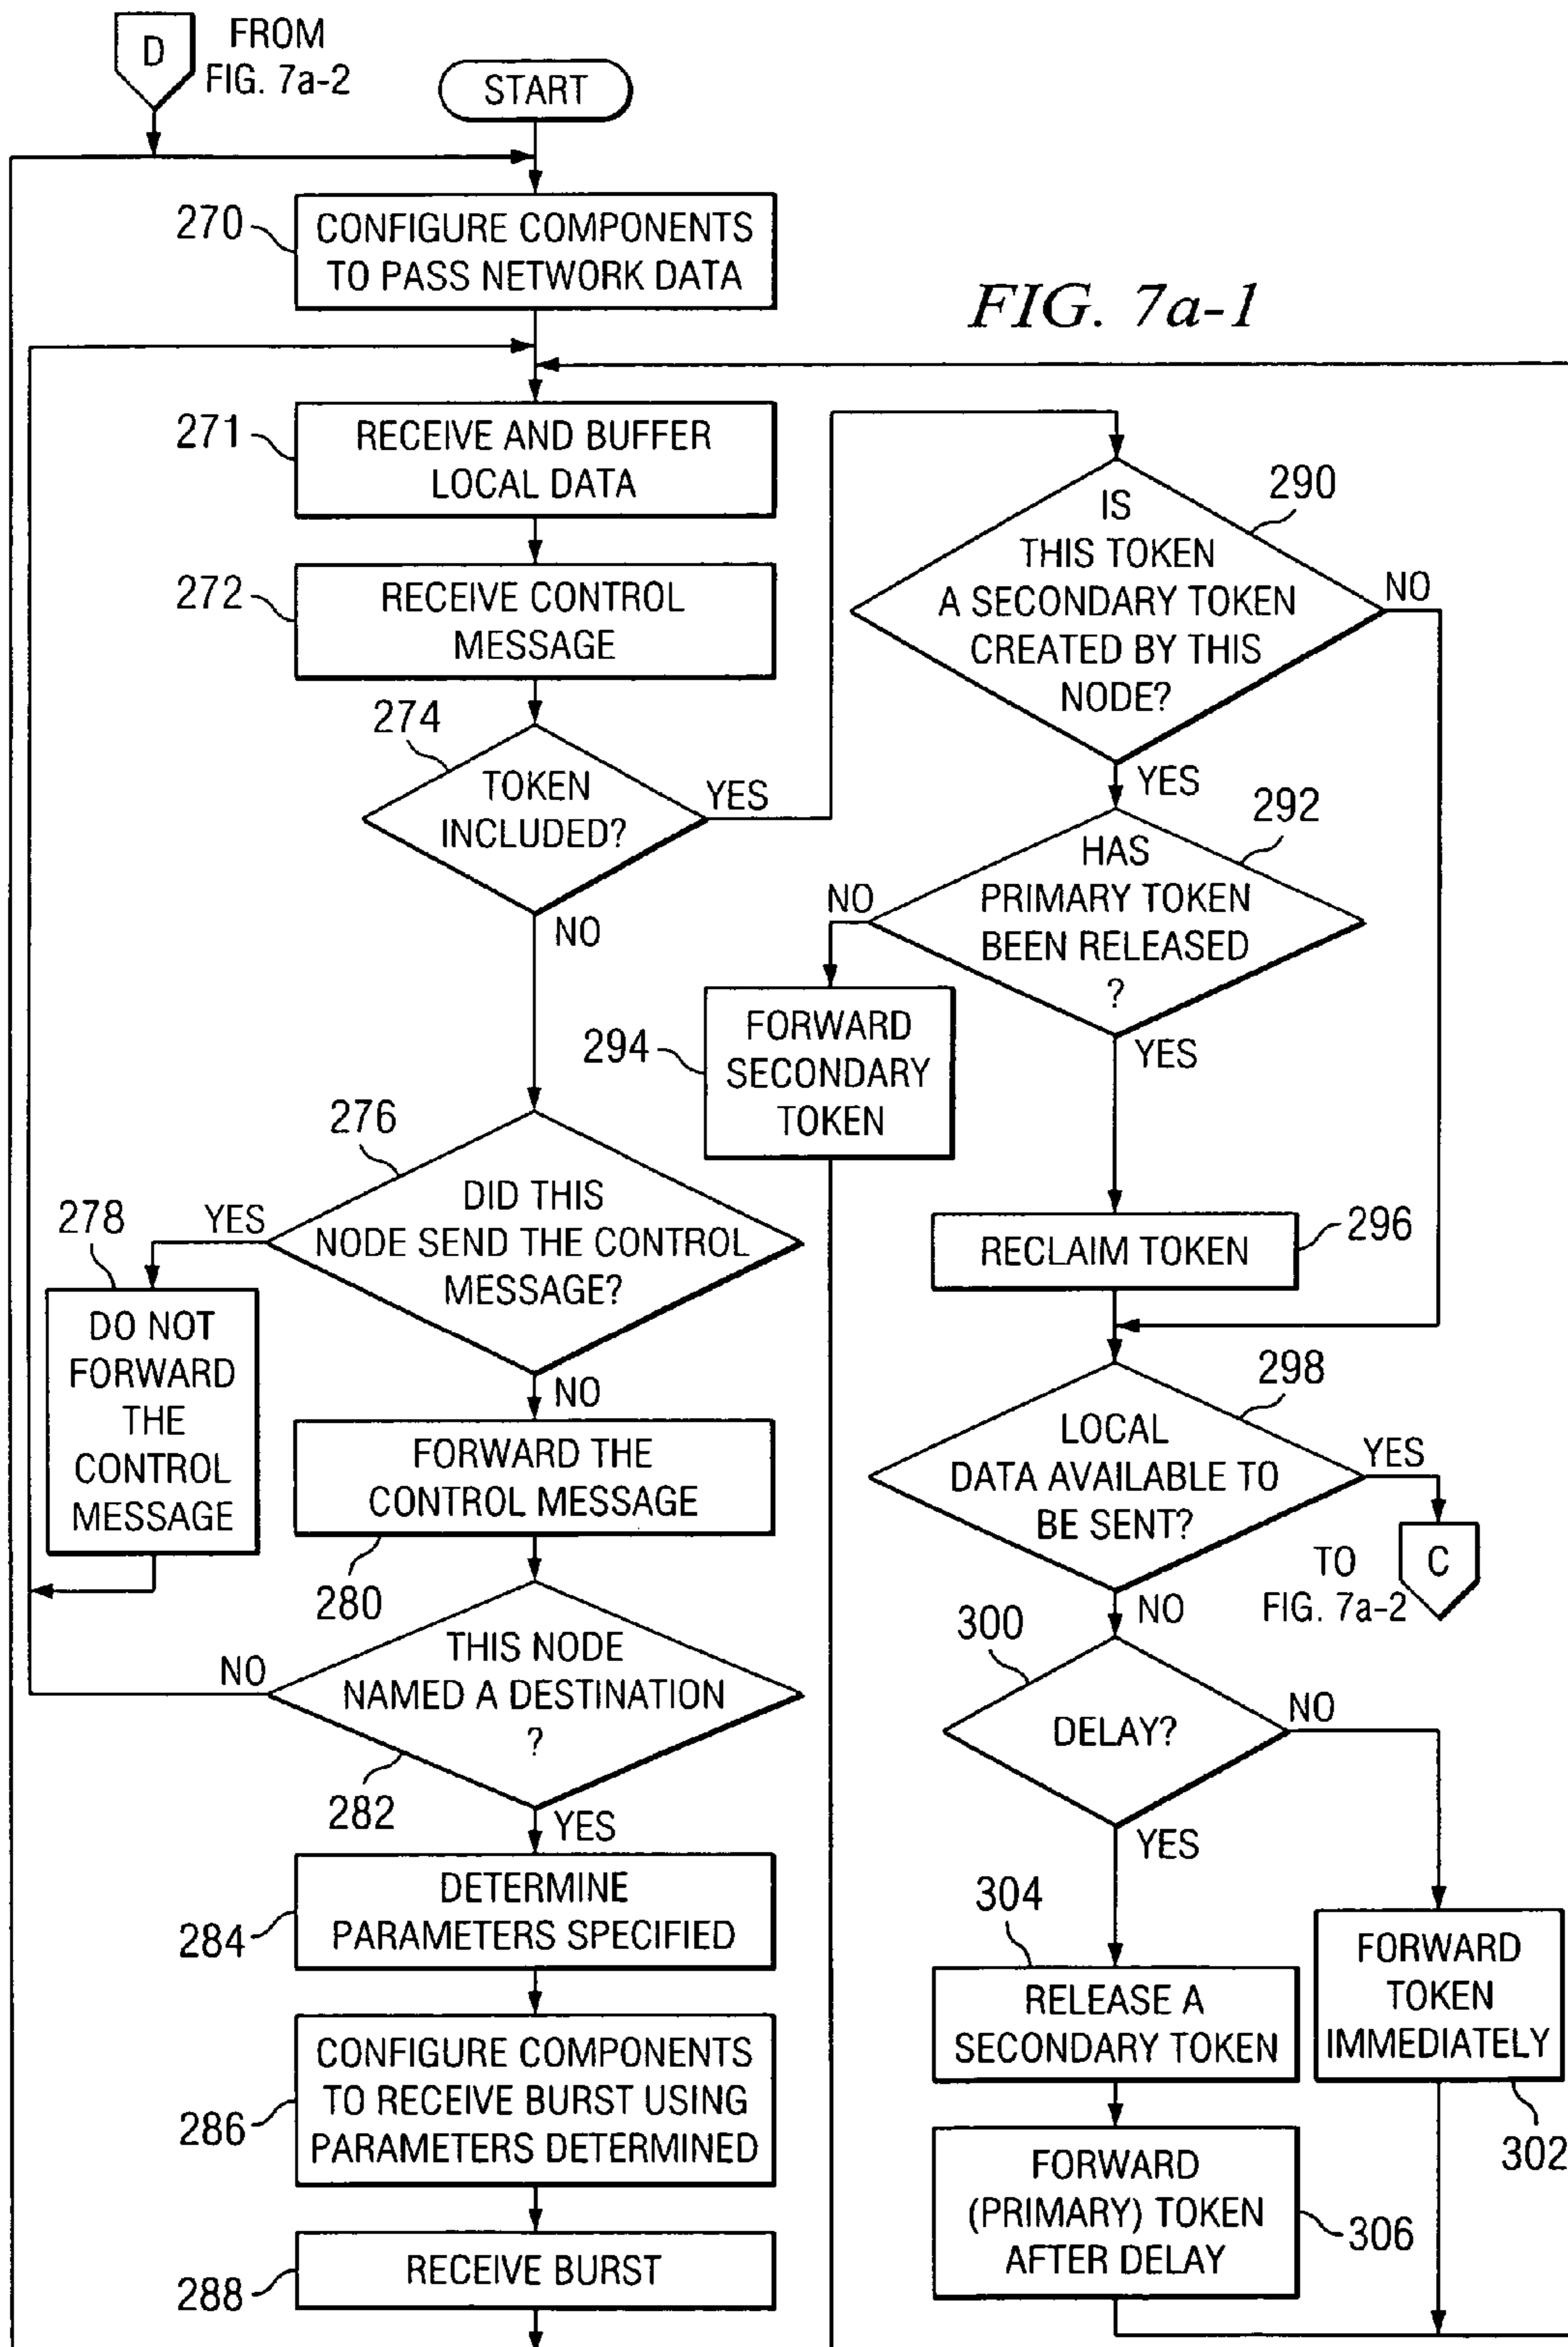 D
FROM
FIG. 7a-2
START
270
CONFIGURE COMPONENTS
TO PASS NETWORK DATA
FIG. 7a-1
271
RECEIVE AND BUFFER
LOCAL DATA
272
RECEIVE CONTROL
MESSAGE
274
TOKEN
INCLUDED?
YES
NO
290
IS
THIS TOKEN
A SECONDARY TOKEN
CREATED BY THIS
NODE?
NO
YES
292
HAS
PRIMARY TOKEN
BEEN RELEASED
?
NO
YES
294
FORWARD
SECONDARY
TOKEN
276
DID THIS
NODE SEND THE CONTROL
MESSAGE?
YES
NO
278
DO NOT
FORWARD
THE
CONTROL
MESSAGE
296
RECLAIM TOKEN
280
FORWARD THE
CONTROL MESSAGE
298
LOCAL
DATA AVAILABLE TO
BE SENT?
YES
TO
FIG. 7a-2
C
NO
282
THIS NODE
NAMED A DESTINATION
?
NO
YES
300
DELAY?
NO
YES
284
DETERMINE
PARAMETERS SPECIFIED
304
RELEASE A
SECONDARY TOKEN
FORWARD
TOKEN
IMMEDIATELY
302
286
CONFIGURE COMPONENTS
TO RECEIVE BURST USING
PARAMETERS DETERMINED
FORWARD
(PRIMARY) TOKEN
AFTER DELAY
306
288
RECEIVE BURST